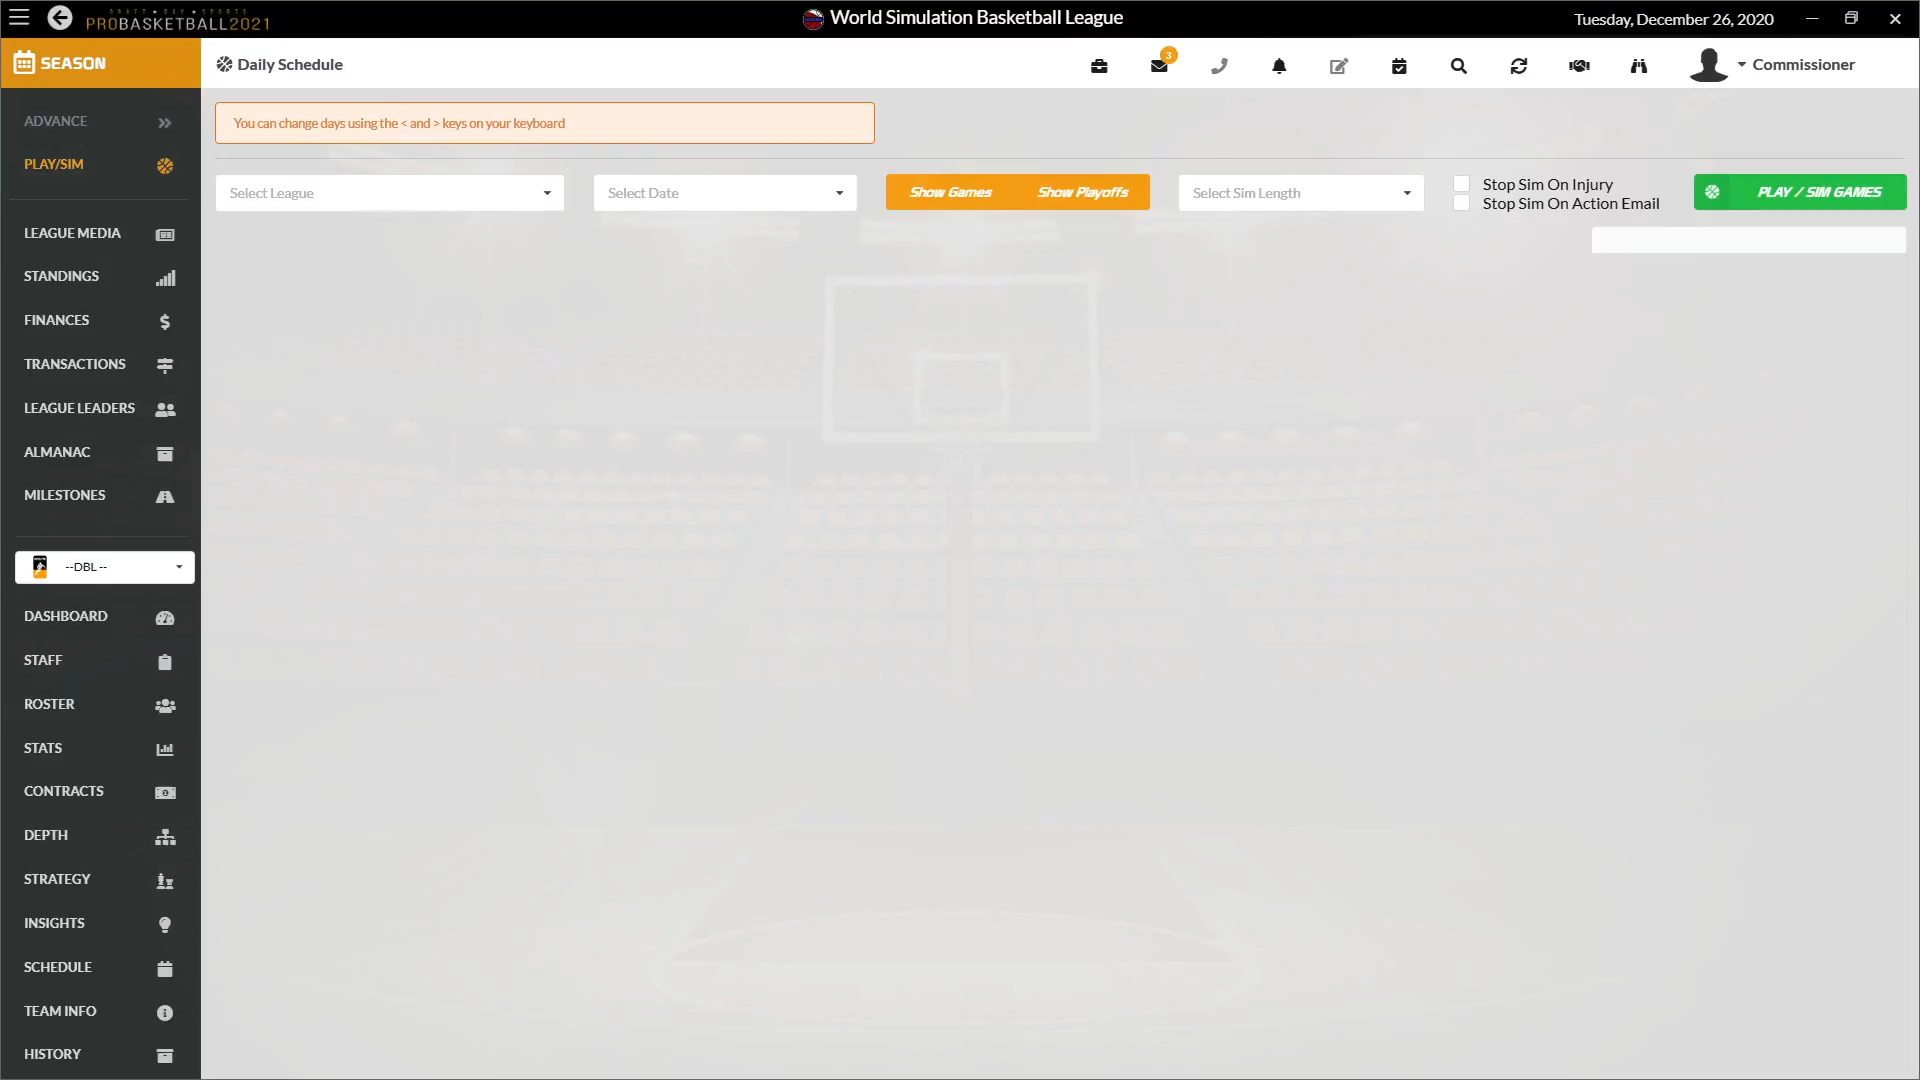 DRAFT DAY SPORTS
PROBASKETBALL2021
World Simulation Basketball League
Tuesday, December 26, 2020
SEASON
Daily Schedule
3
Commissioner
ADVANCE
You can change days using the < and > keys on your keyboard
PLAY/SIM
Select League
Select Date
Show Games
Show Playoffs
Select Sim Length
Stop Sim On Injury
Stop Sim On Action Email
PLAY / SIM GAMES
LEAGUE MEDIA
STANDINGS
FINANCES
TRANSACTIONS
LEAGUE LEADERS
ALMANAC
MILESTONES
--DBL --
DASHBOARD
STAFF
ROSTER
STATS
CONTRACTS
DEPTH
STRATEGY
INSIGHTS
SCHEDULE
TEAM INFO
HISTORY